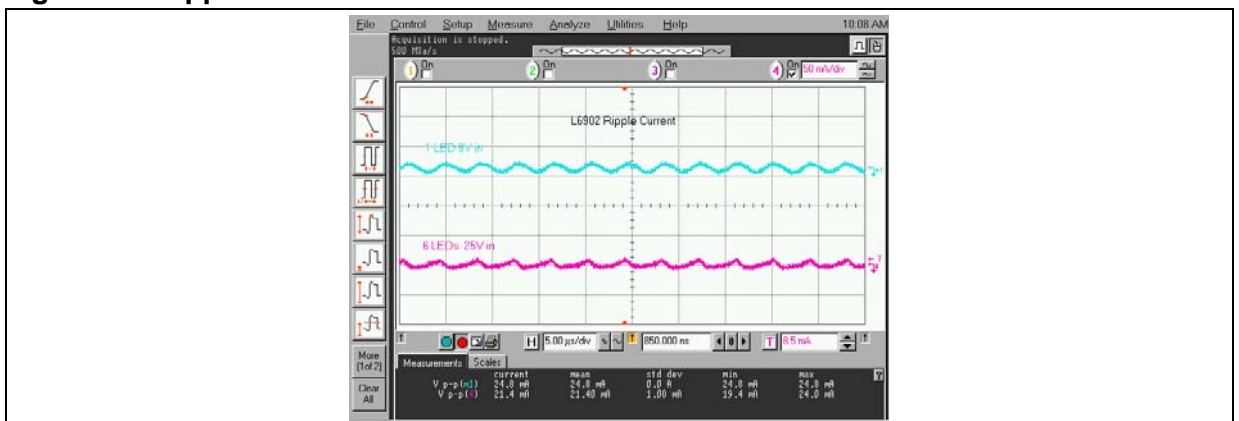 File Control Setup Measure Analyze Utilities Help 10:08 AM
Acquisition is stopped.
500 MSa/s
1 On 2 On 3 On 4 On 50 mA/div
L6902 Ripple Current
1 LED 8V in
6 LEDs 25V in
H 5.00 µs/div 850.000 ns 0 T 8.5 mA
More
(1of2)
Clear
All
Measurements Scales
current mean std dev min max
V p-p(m1) 24.8 mA 24.8 mA 0.0 A 24.8 mA 24.8 mA
V p-p(4) 21.4 mA 21.40 mA 1.08 mA 19.4 mA 24.0 mA